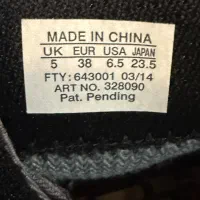 MADE IN CHINA
UK EUR USA JAPAN
5 38 6.5 23.5
FTY: 643001 03/14
ART NO. 328090
Pat. Pending